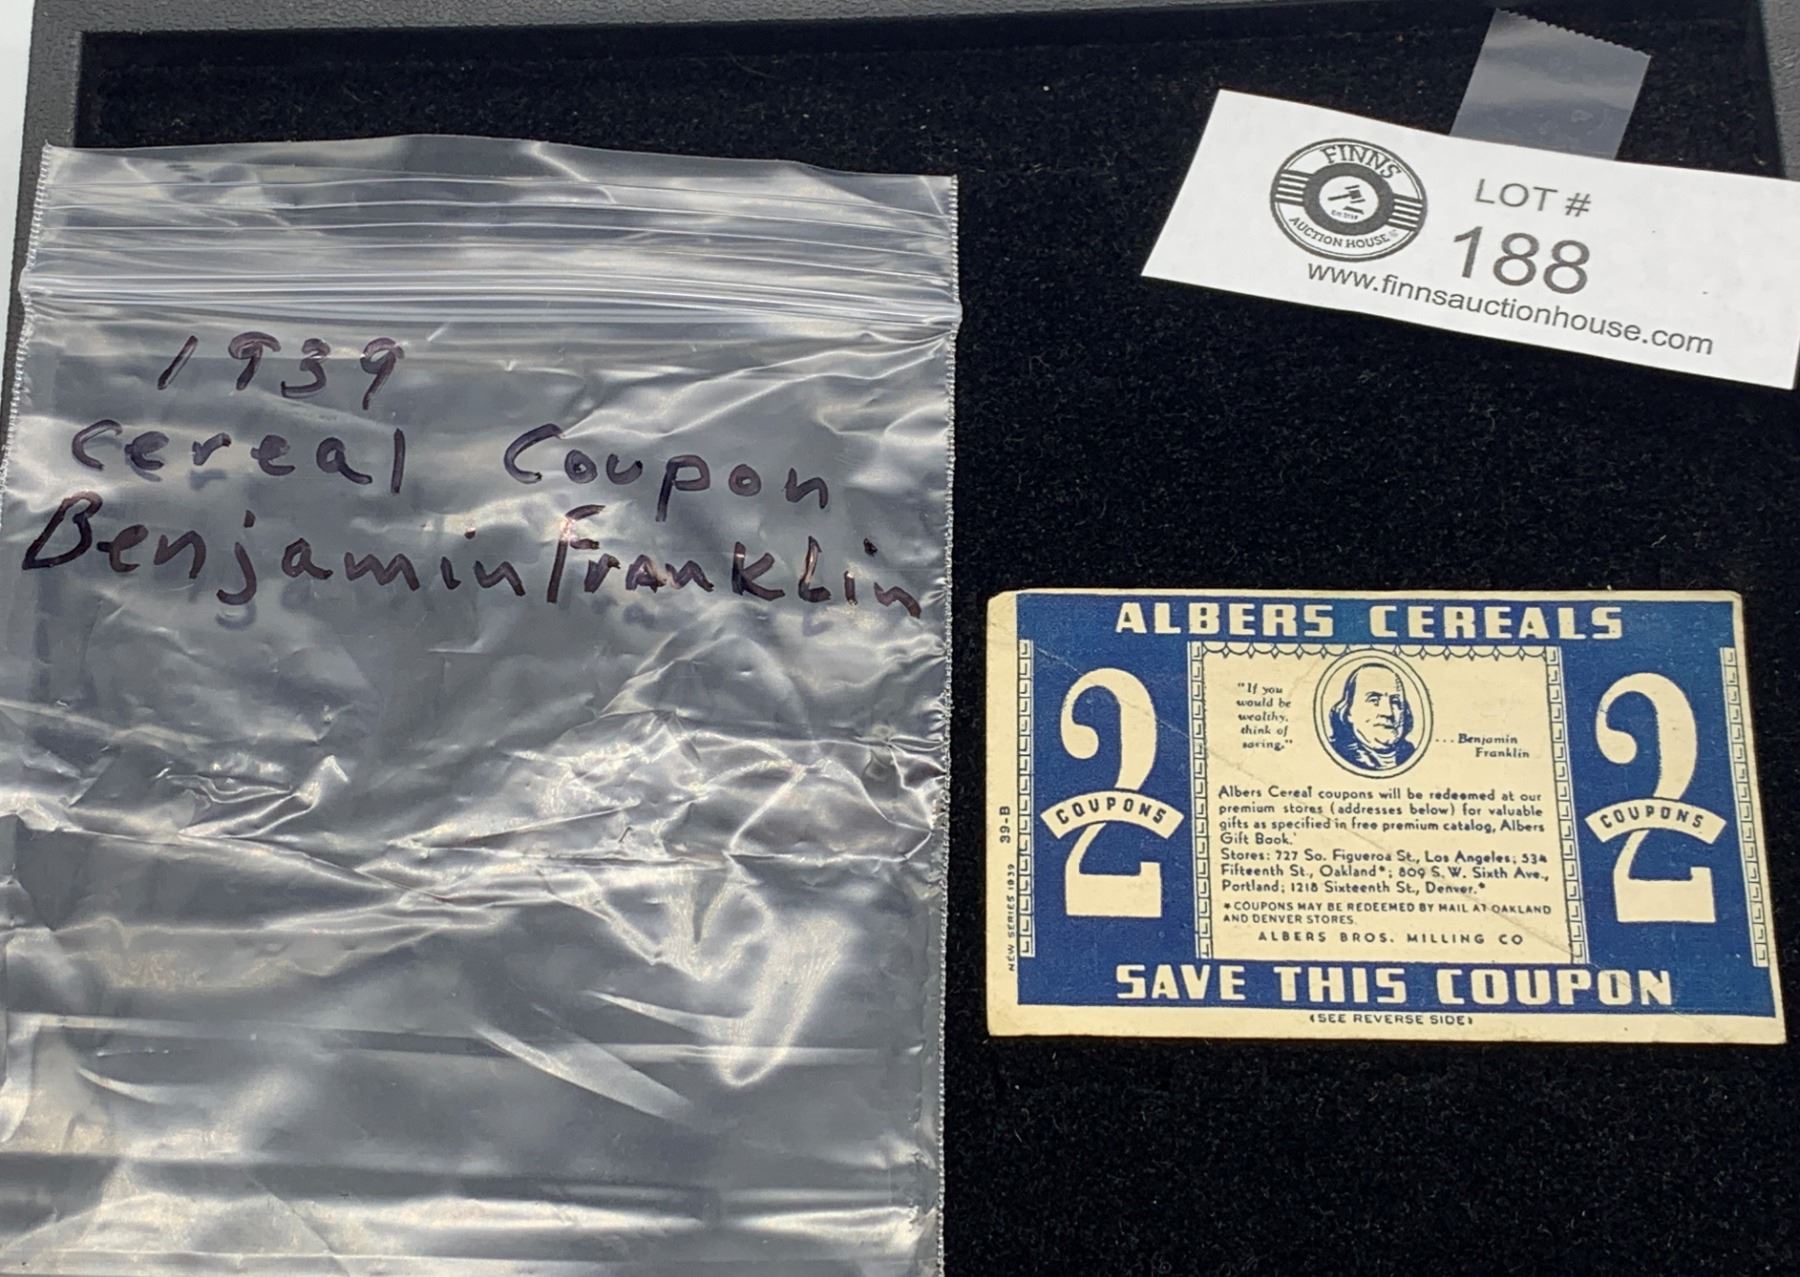 1939
cereal Coupon
Benjamin Franklin
FINNS
AUCTION HOUSE
LOT #
188
www.finnsauctionhouse.com
ALBERS CEREALS
2
COUPONS
"If you
would be
wealthy,
think of
saving."
...Benjamin
Franklin
Albers Cereal coupons will be redeemed at our
premium stores (addresses below) for valuable
gifts as specified in free premium catalog, Albers
Gift Book.
Stores: 727 So. Figueroa St., Los Angeles; 534
Fifteenth St., Oakland*; 809 S. W. Sixth Ave.,
Portland; 1218 Sixteenth St., Denver.*
*COUPONS MAY BE REDEEMED BY MAIL AT OAKLAND
AND DENVER STORES.
ALBERS BROS. MILLING CO
2
COUPONS
SAVE THIS COUPON
(SEE REVERSE SIDE)
NEW SERIES 1939 39-B